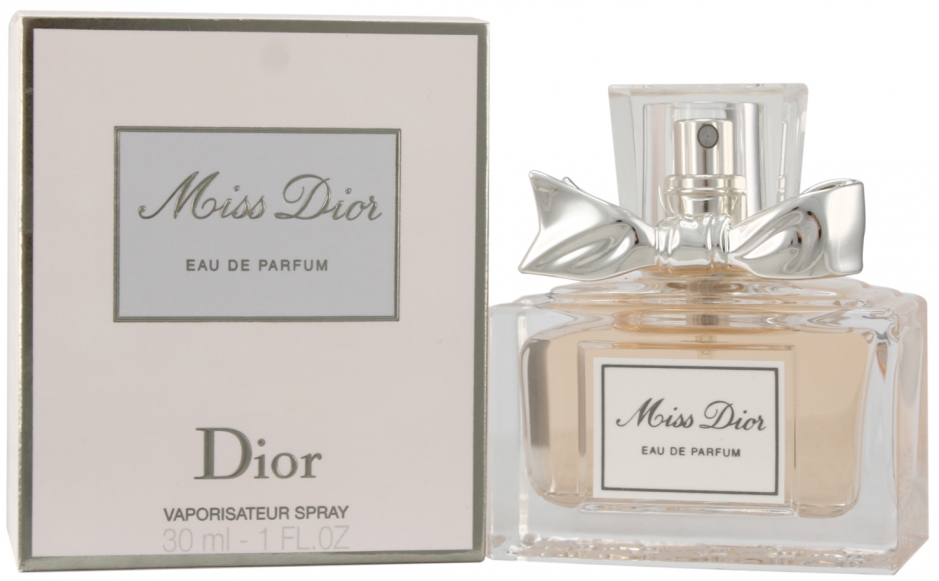 Miss Dior
EAU DE PARFUM
Dior
VAPORISATEUR SPRAY
30 ml - 1 FL.OZ
Miss Dior
EAU DE PARFUM